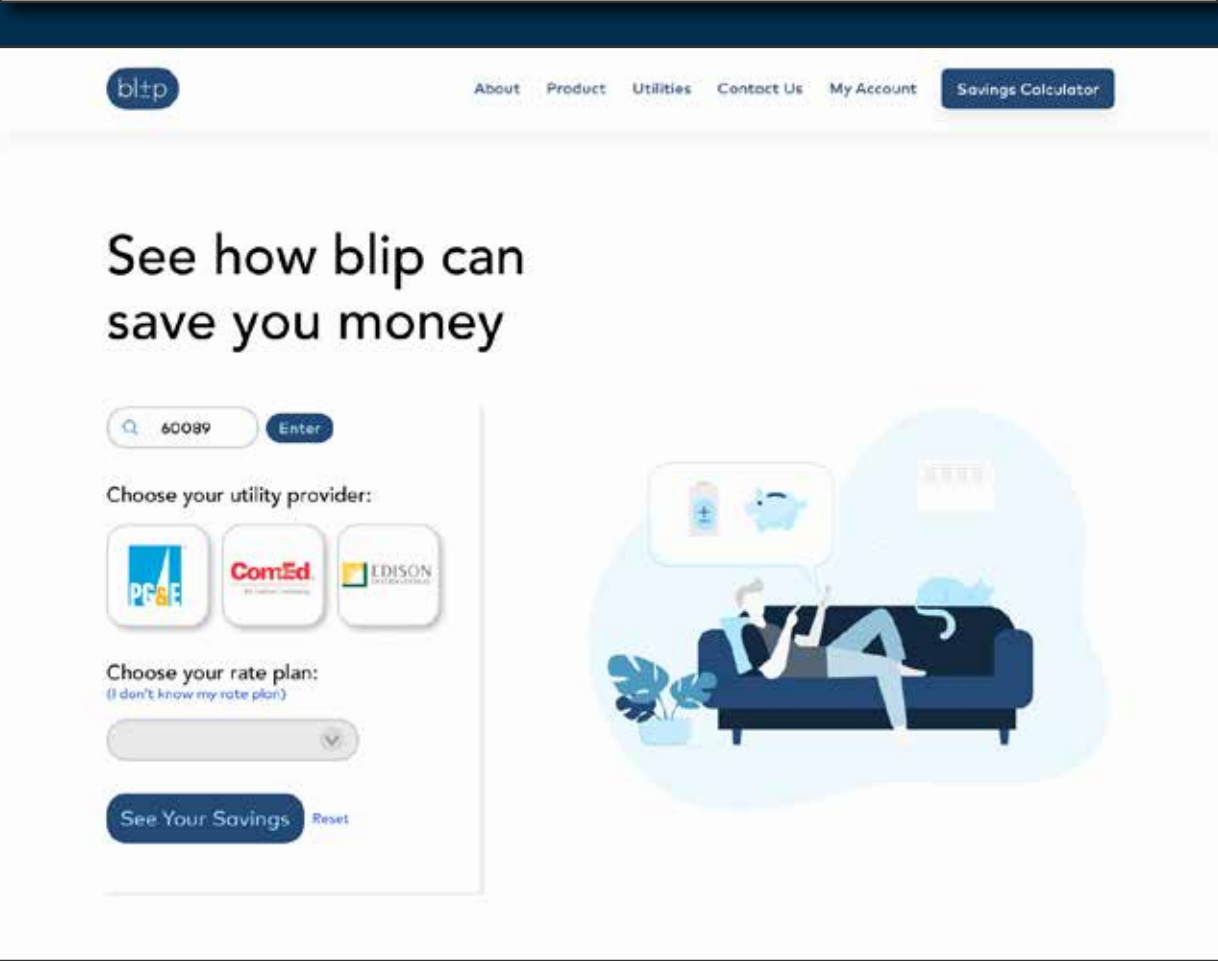 bl±p
About Product Utilities Contact Us My Account Savings Calculator
See how blip can
save you money
60089
Enter
Choose your utility provider:
PG&E
ComEd
EDISON
INTERNATIONAL
Choose your rate plan:
(I don't know my rate plan)
See Your Savings
Reset